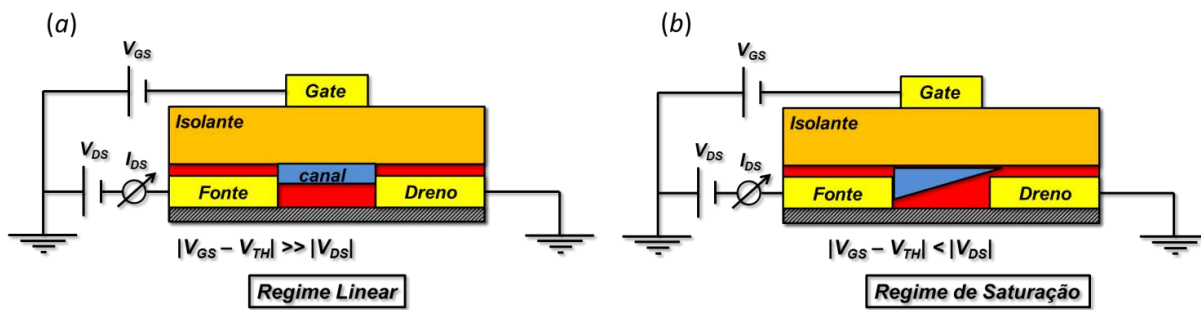 (a)
V_GS
Gate
Isolante
V_DS
I_DS
canal
Fonte
Dreno
|V_GS – V_TH| >> |V_DS|
Regime Linear
(b)
V_GS
Gate
Isolante
V_DS
I_DS
Fonte
Dreno
|V_GS – V_TH| < |V_DS|
Regime de Saturação